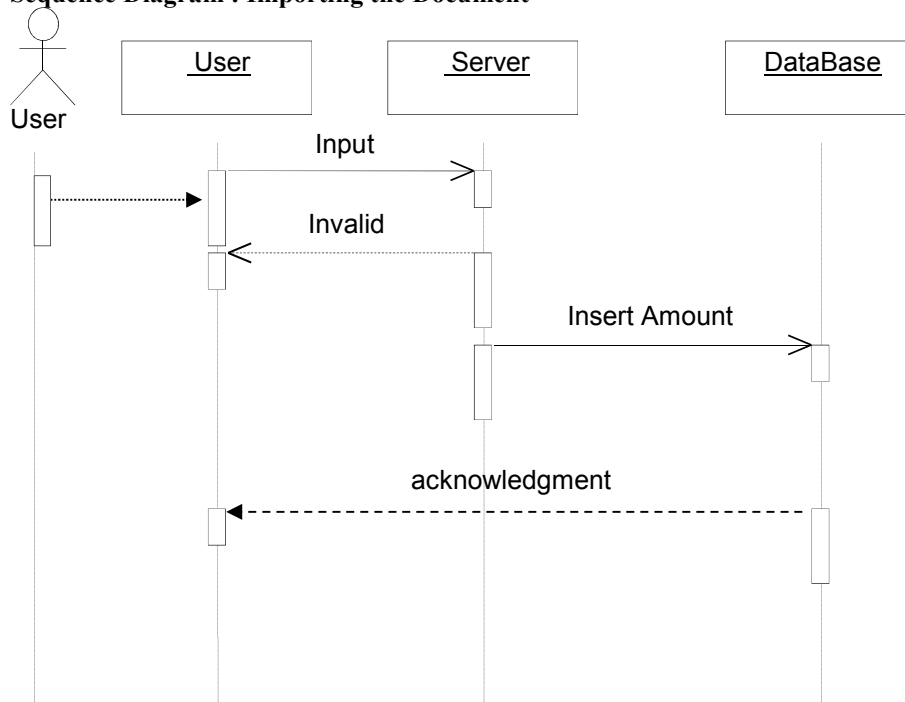 Sequence Diagram : Importing the Document
User Server DataBase
User
Input
Invalid
Insert Amount
acknowledgment